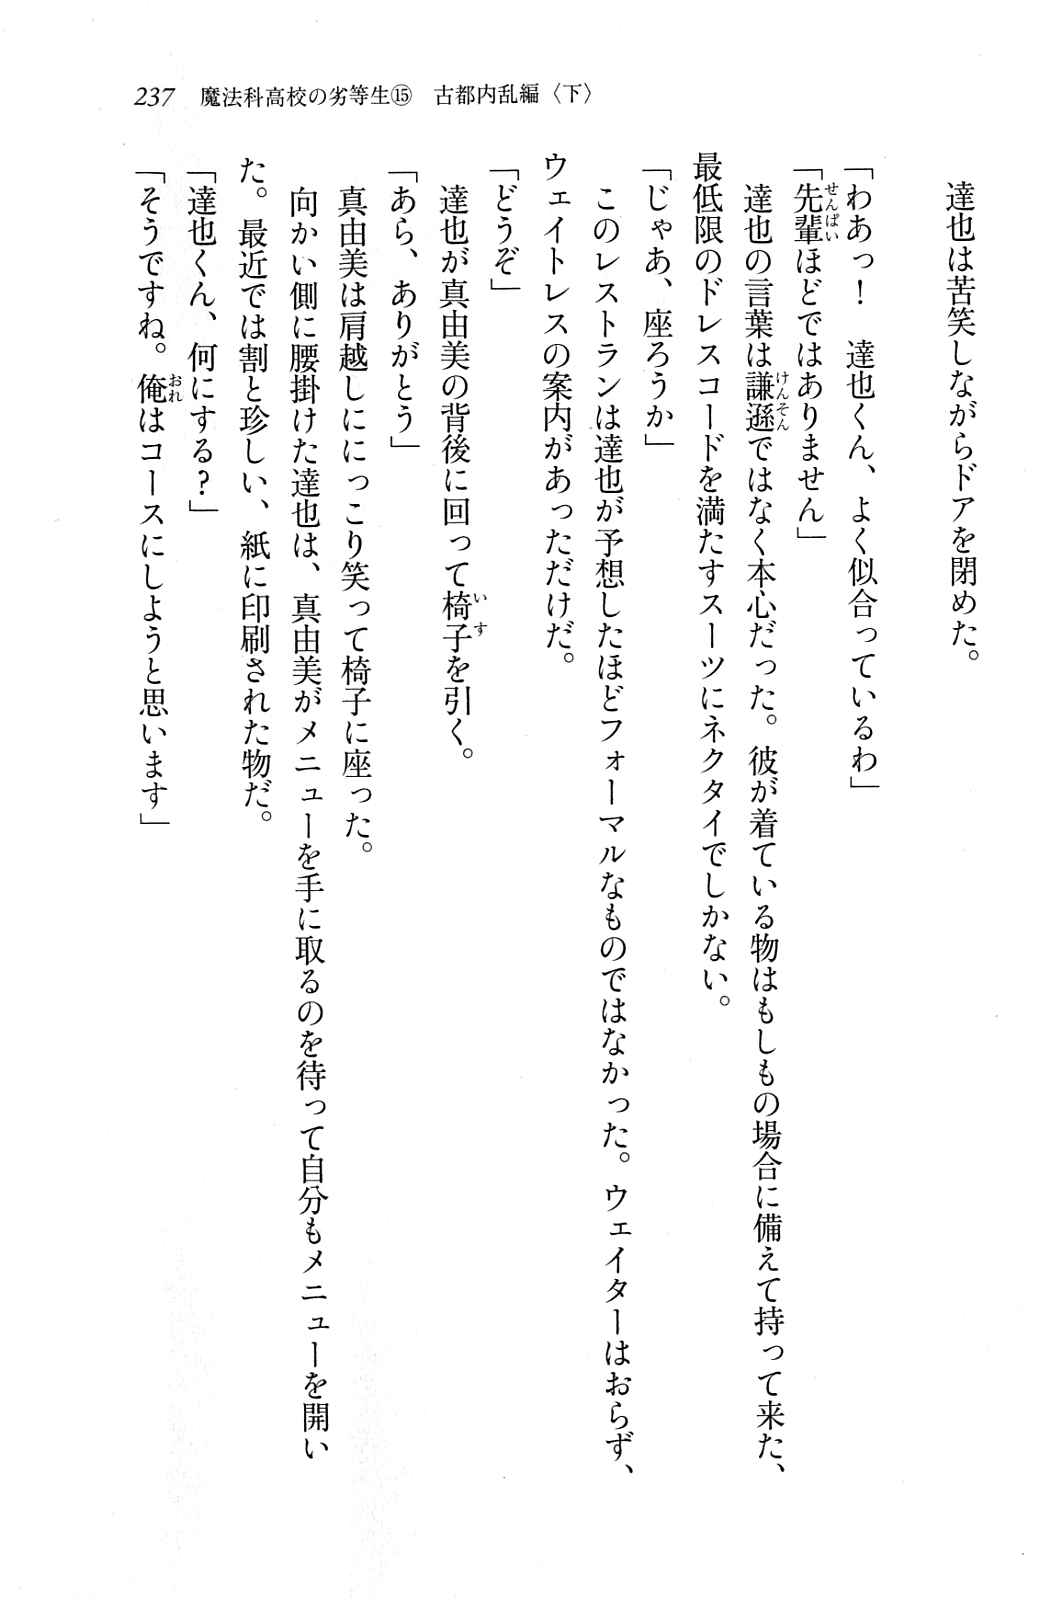 237　魔法科高校の劣等生⑮　古都内乱編〈下〉
　達也は苦笑しながらドアを閉めた。
「わあっ！　達也くん、よく似合っているわ」
「先輩ほどではありません」
　達也の言葉は謙遜ではなく本心だった。彼が着ている物はもしもの場合に備えて持って来た、
最低限のドレスコードを満たすスーツにネクタイでしかない。
「じゃあ、座ろうか」
　このレストランは達也が予想したほどフォーマルなものではなかった。ウェイターはおらず、
ウェイトレスの案内があっただけだ。
「どうぞ」
　達也が真由美の背後に回って椅子を引く。
「あら、ありがとう」
　真由美は肩越しににっこり笑って椅子に座った。
　向かい側に腰掛けた達也は、真由美がメニューを手に取るのを待って自分もメニューを開い
た。最近では割と珍しい、紙に印刷された物だ。
「達也くん、何にする？」
「そうですね。俺はコースにしようと思います」